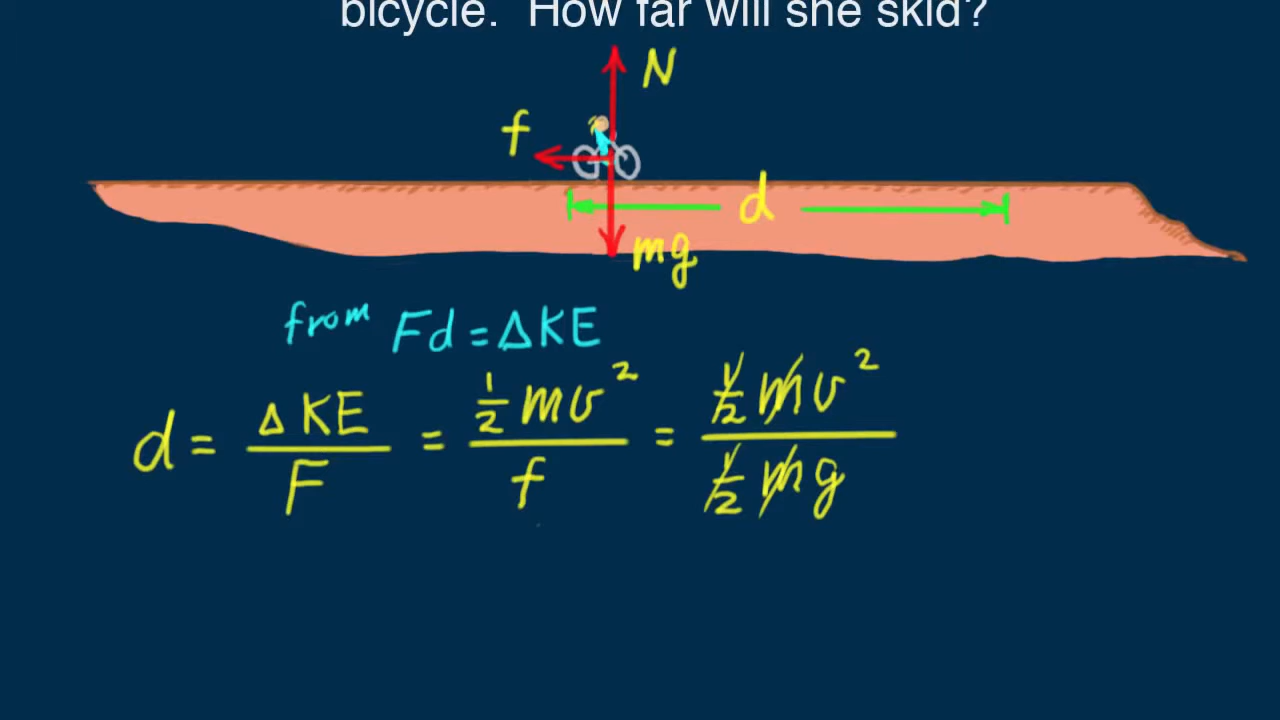 bicycle. How far will she skid?
N
f
d
mg
from Fd = ΔKE
d = ΔKE/F = ½mv²/f = ½mv²/½mg